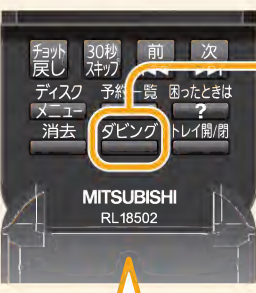 チョット戻し 30秒スキップ 前 次
ディスク 予約一覧 困ったときは
メニュー ?
消去 ダビング トレイ開/閉
MITSUBISHI
RL18502